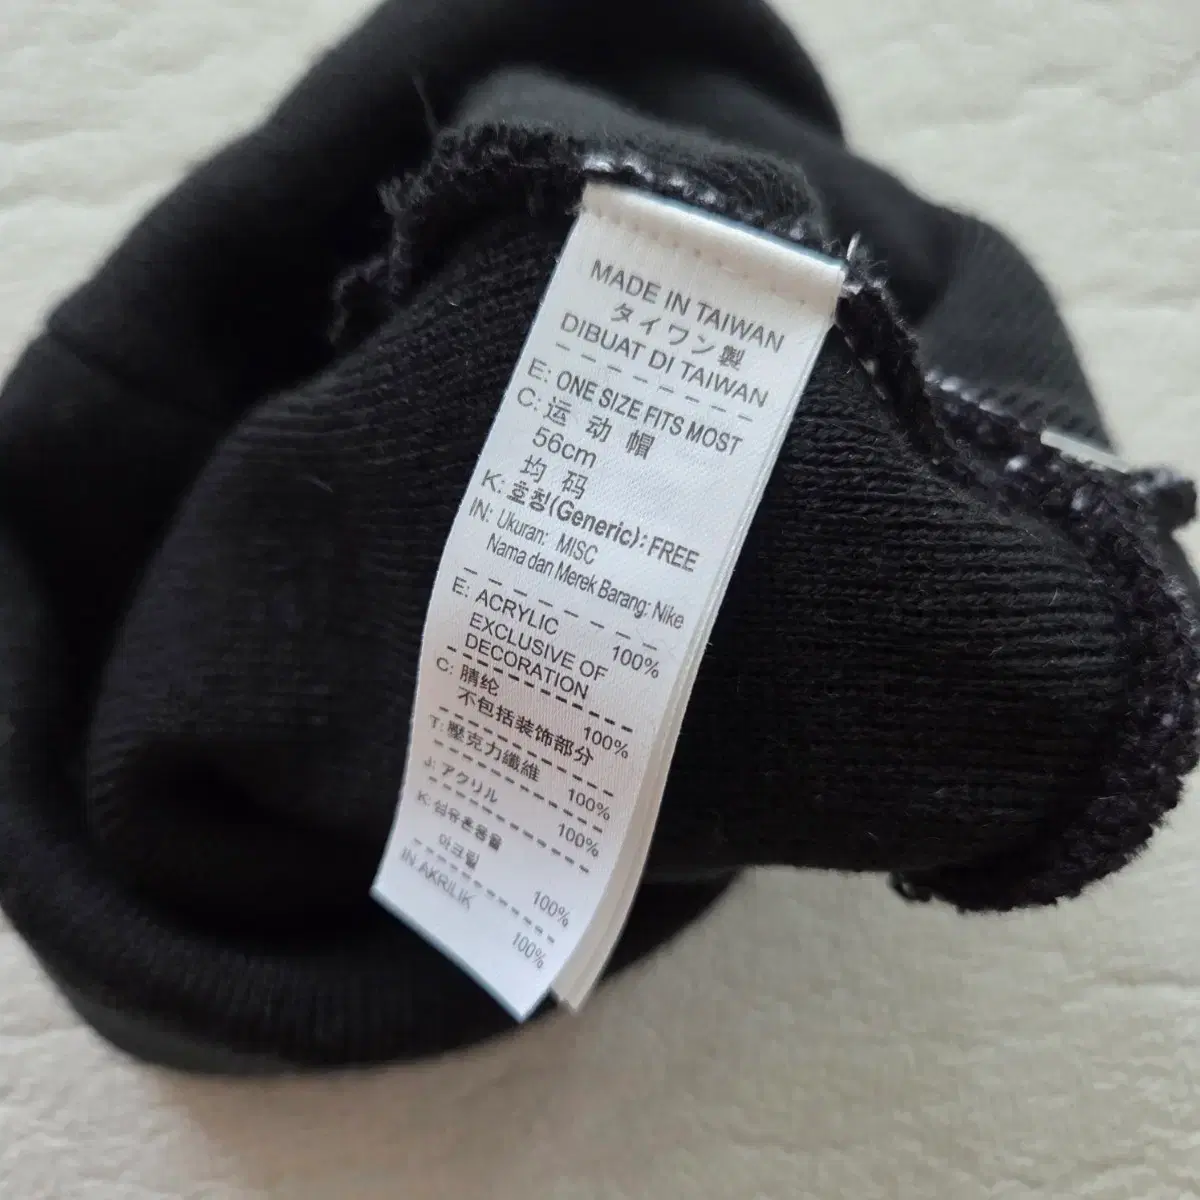 MADE IN TAIWAN
タイワン製
DIBUAT DI TAIWAN
E: ONE SIZE FITS MOST
C: 运 动 帽
56cm
均 码
K: 호칭(Generic): FREE
IN: Ukuran: MISC
Nama dan Merek Barang: Nike
E: ACRYLIC 100%
EXCLUSIVE OF
DECORATION
C: 腈纶 100%
不包括装饰部分
T: 壓克力纖維 100%
J: アクリル 100%
K: 섬유혼용율
아크릴 100%
IN AKRILIK 100%